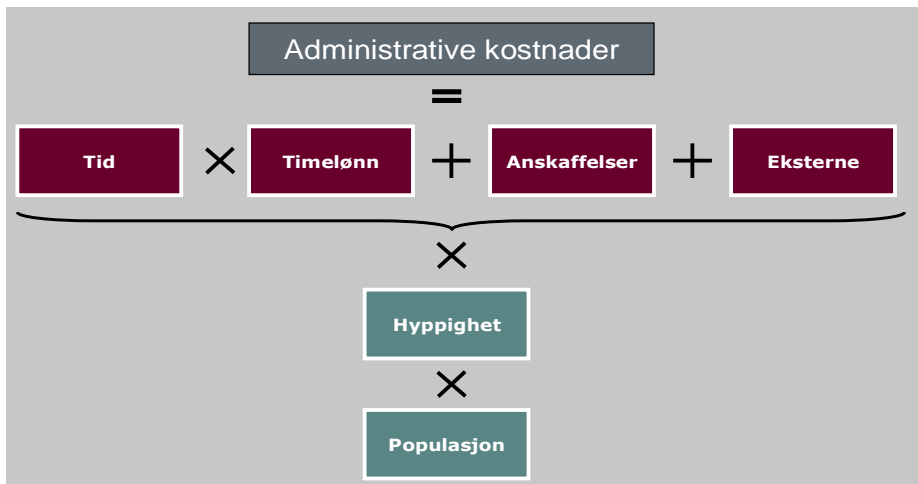 Administrative kostnader
=
Tid × Timelønn + Anskaffelser + Eksterne
×
Hyppighet
×
Populasjon